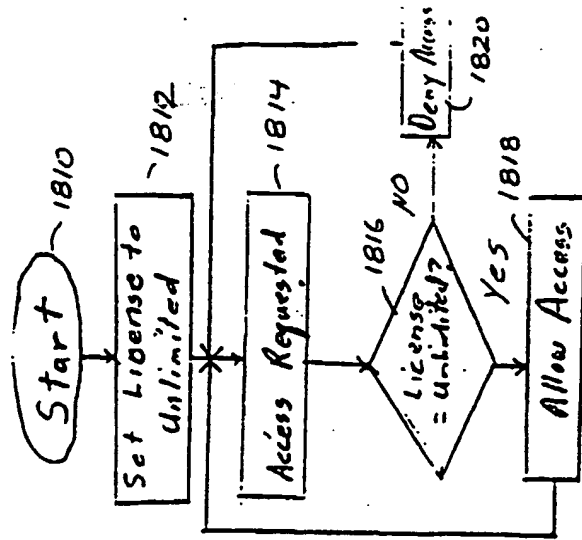 Start
1810
Set License to
Unlimited
1812
Access Requested
1814
License
= Unlimited?
1816
NO
Deny Access
1820
Yes
1818
Allow Access